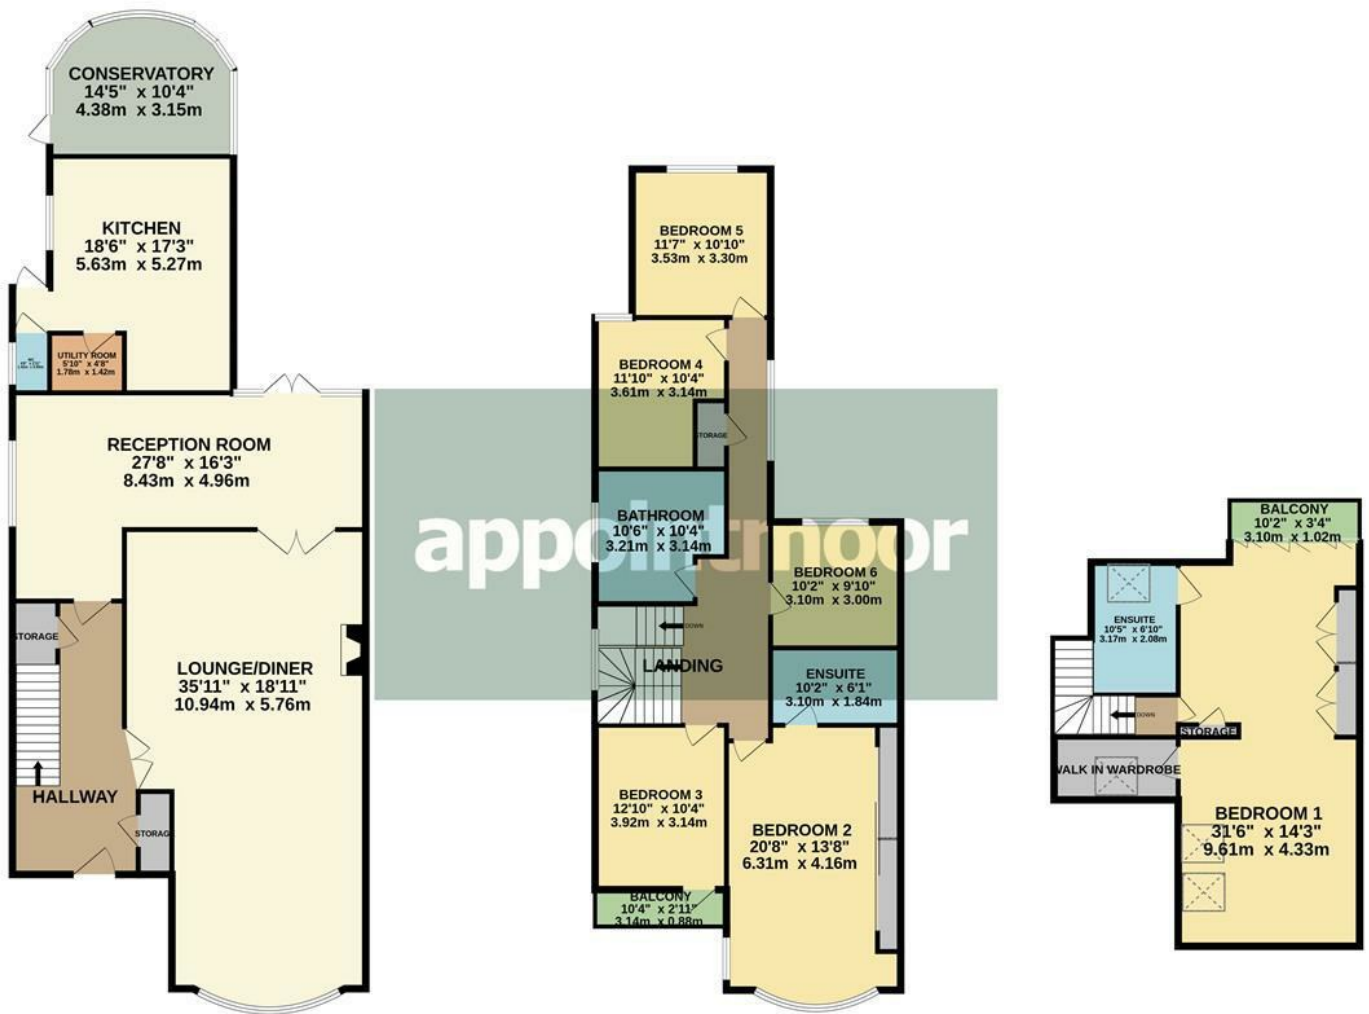 CONSERVATORY
14'5" x 10'4"
4.38m x 3.15m
KITCHEN
18'6" x 17'3"
5.63m x 5.27m
UTILITY ROOM
5'10" x 4'8"
1.78m x 1.42m
RECEPTION ROOM
27'8" x 16'3"
8.43m x 4.96m
STORAGE
LOUNGE/DINER
35'11" x 18'11"
10.94m x 5.76m
HALLWAY
STORAG
BEDROOM 5
11'7" x 10'10"
3.53m x 3.30m
BEDROOM 4
11'10" x 10'4"
3.61m x 3.14m
STORAGE
appointmoor
BATHROOM
10'6" x 10'4"
3.21m x 3.14m
BEDROOM 6
10'2" x 9'10"
3.10m x 3.00m
DOWN
LANDING
ENSUITE
10'2" x 6'1"
3.10m x 1.84m
BEDROOM 3
12'10" x 10'4"
3.92m x 3.14m
BEDROOM 2
20'8" x 13'8"
6.31m x 4.16m
BALCONY
10'4" x 2'11"
3.14m x 0.88m
BALCONY
10'2" x 3'4"
3.10m x 1.02m
ENSUITE
10'5" x 6'10"
3.17m x 2.08m
DOWN
STORAGE
WALK IN WARDROBE
BEDROOM 1
31'6" x 14'3"
9.61m x 4.33m